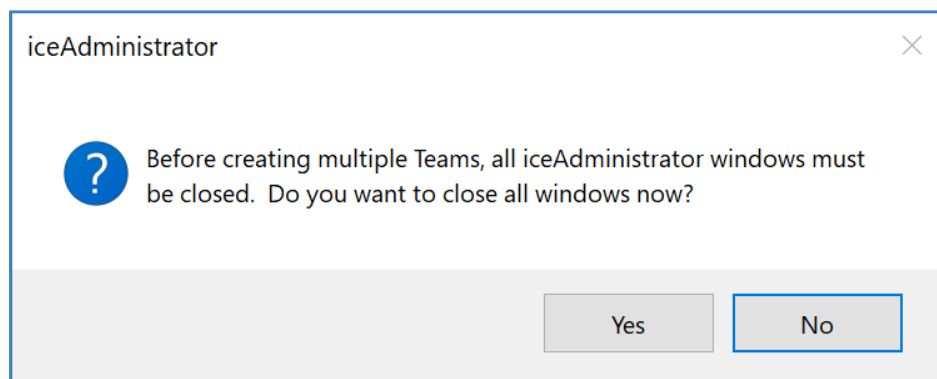 iceAdministrator
Before creating multiple Teams, all iceAdministrator windows must
be closed.  Do you want to close all windows now?
Yes
No